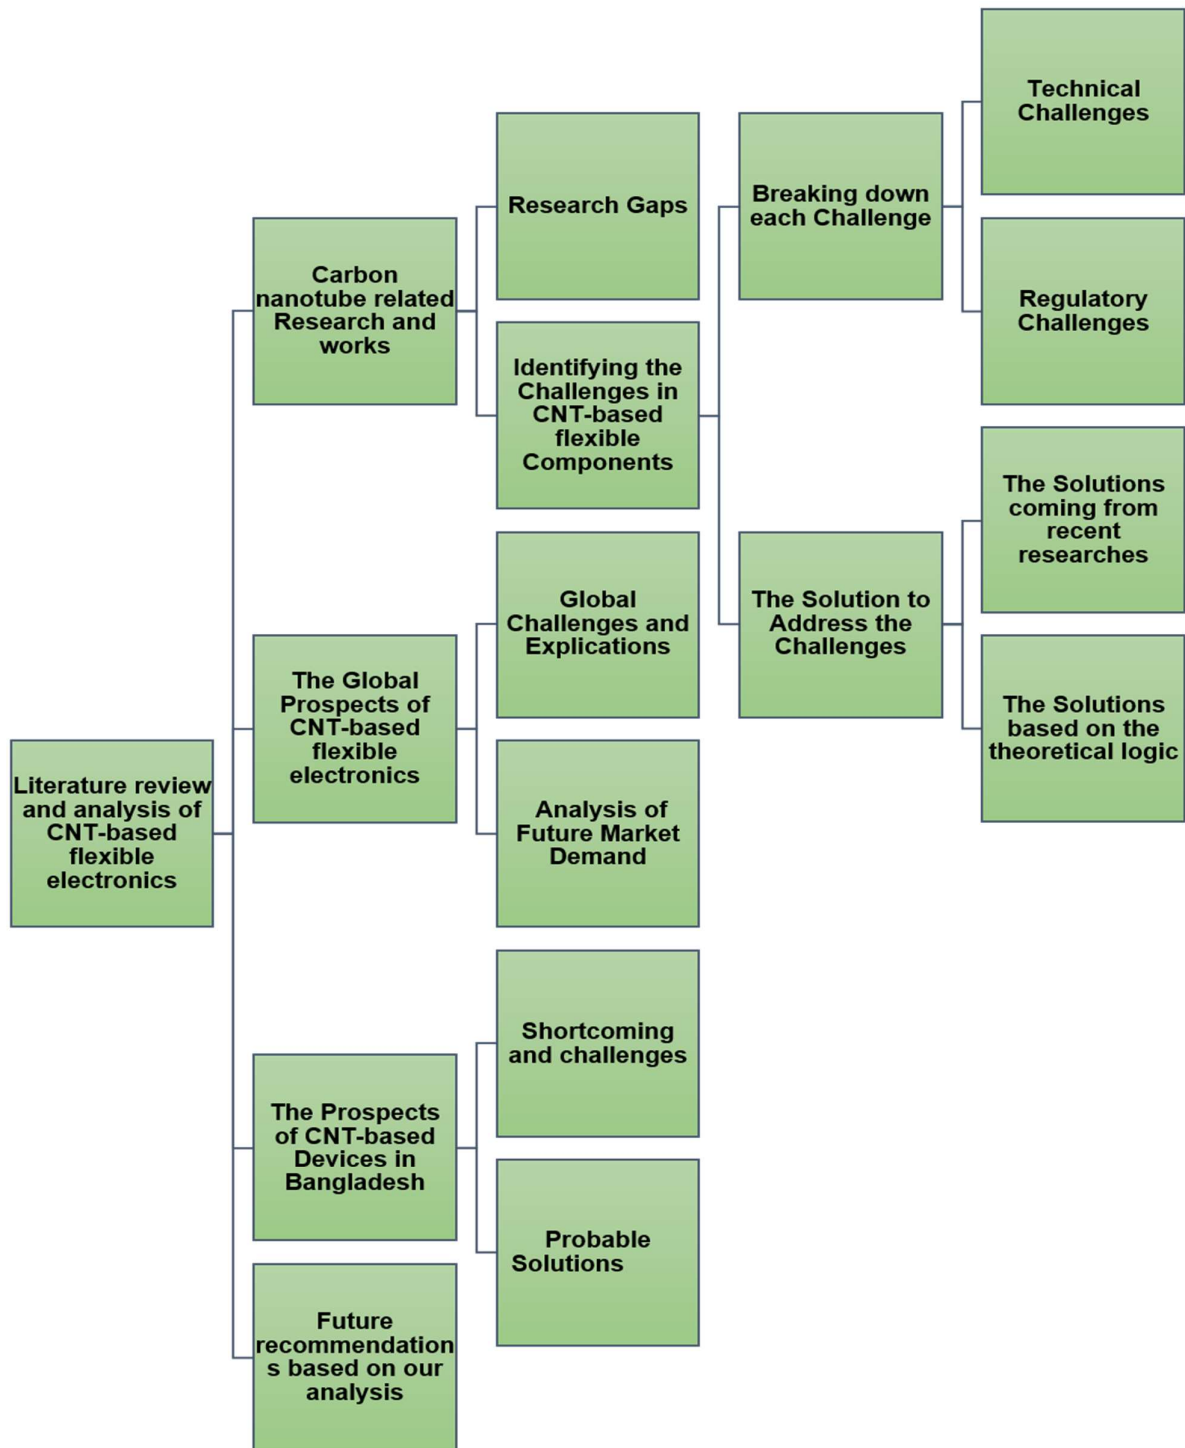 Literature review
and analysis of
CNT-based
flexible
electronics
Carbon
nanotube related
Research and
works
Research Gaps
Identifying the
Challenges in
CNT-based
flexible
Components
Breaking down
each Challenge
Technical
Challenges
Regulatory
Challenges
The Solution to
Address the
Challenges
The Solutions
coming from
recent
researches
The Solutions
based on the
theoretical logic
The Global
Prospects of
CNT-based
flexible
electronics
Global
Challenges and
Explications
Analysis of
Future Market
Demand
The Prospects
of CNT-based
Devices in
Bangladesh
Shortcoming
and challenges
Probable
Solutions
Future
recommendation
s based on our
analysis